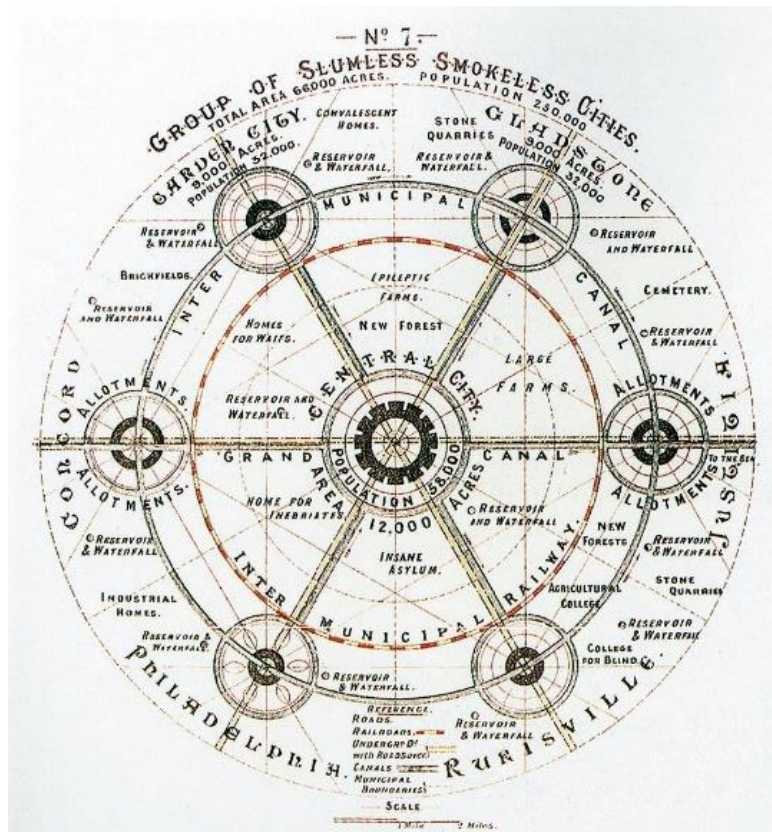 — Nº 7. —
GROUP OF SLUMLESS SMOKELESS CITIES.
TOTAL AREA 66000 ACRES. POPULATION 250.000
GARDEN CITY.
9,000 ACRES.
POPULATION 32.000.
CONVALESCENT
HOMES.
STONE
QUARRIES
GLADSTONE
9,000 ACRES
POPULATION 32,000
RESERVOIR
& WATERFALL.
RESERVOIR &
WATERFALL.
INTER MUNICIPAL CANAL
RESERVOIR
& WATERFALL
RESERVOIR
AND WATERFALL
BRICKFIELDS.
EPILEPTIC
FARMS.
CEMETERY.
RESERVOIR
AND WATERFALL
HOMES
FOR WAIFS.
NEW FOREST
RESERVOIR
& WATERFALL
LARGE
FARMS.
CONCORD
ALLOTMENTS
RESERVOIR AND
WATERFALL.
CENTRAL CITY.
ALLOTMENTS
JUSTITIA
GRAND CANAL
TO THE SEA
ALLOTMENTS.
POPULATION 58.000
AREA 12,000 ACRES
ALLOTMENTS
HOME FOR
INEBRIATES.
RESERVOIR
AND WATERFALL
NEW
FORESTS
RESERVOIR
& WATERFALL
RESERVOIR
& WATERFALL
INSANE
ASYLUM.
INTER MUNICIPAL RAILWAY.
AGRICULTURAL
COLLEGE
STONE
QUARRIES
INDUSTRIAL
HOMES.
RESERVOIR
& WATERFALL
RESERVOIR &
WATERFALL
COLLEGE
FOR BLIND
PHILADELPHIA.
RESERVOIR
& WATERFALL.
RURISVILLE
REFERENCE.
ROADS.
RAILROADS.
UNDERGRD?
with ROADS over
CANALS
MUNICIPAL
BOUNDARIES
RESERVOIR
& WATERFALL
SCALE
1 Mile 2 Miles.